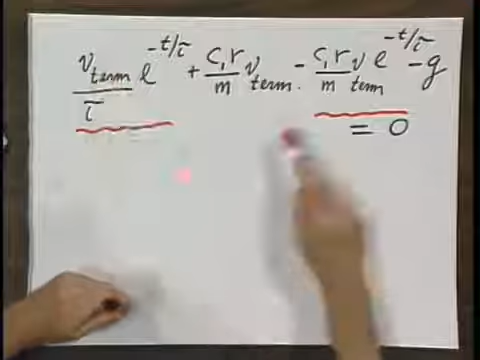 v_term/τ e^-t/τ + C₁r/m v_term. - C₁r/m v_term e^-t/τ - g
= 0